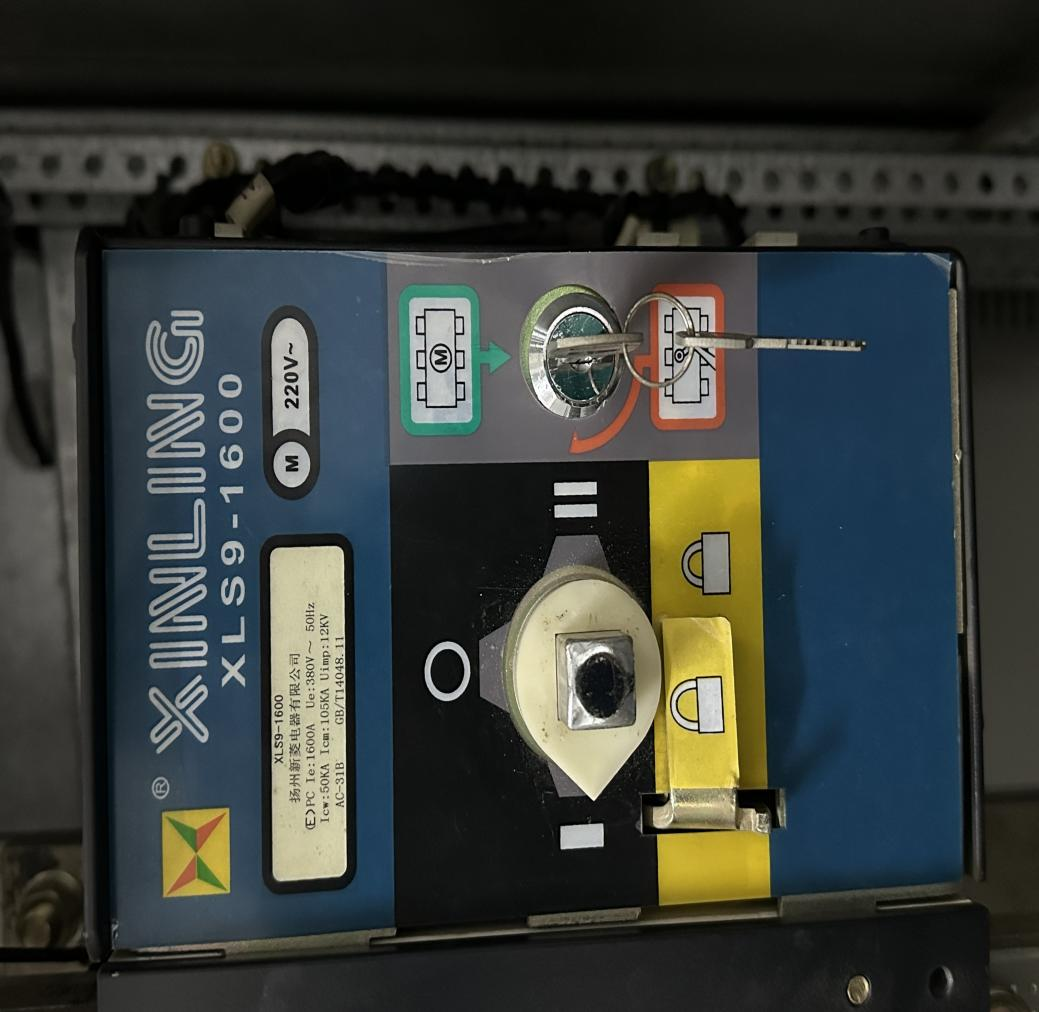 ®
XINLING
XLS9-1600
XLS9-1600
扬州新菱电器有限公司
(E)PC Ie:1600A Ue:380V~ 50Hz
Icw:50KA Icm:105KA Uimp:12KV
AC-31B GB/T14048.11
M 220V~
M
I
O
II